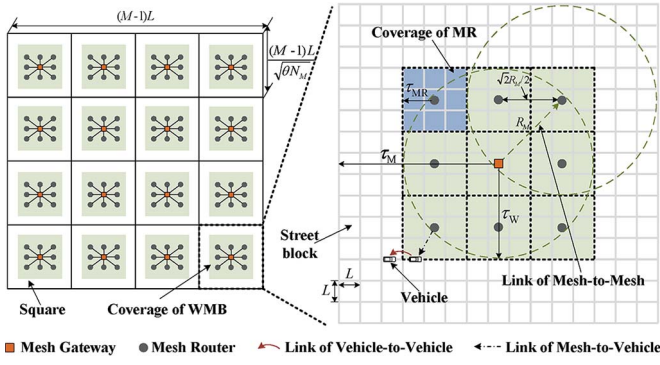 (M-1)L
(M-1)L
√θN_M
Coverage of MR
τ_MR
√2R_M/2
R_M
τ_M
τ_W
Street
block
Link of Mesh-to-Mesh
Vehicle
L
L
Square
Coverage of WMB
Mesh Gateway
Mesh Router
Link of Vehicle-to-Vehicle
Link of Mesh-to-Vehicle